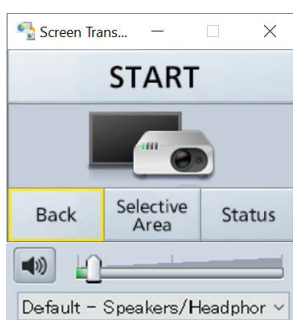 Screen Trans...
START
Back
Selective
Area
Status
Default - Speakers/Headphor